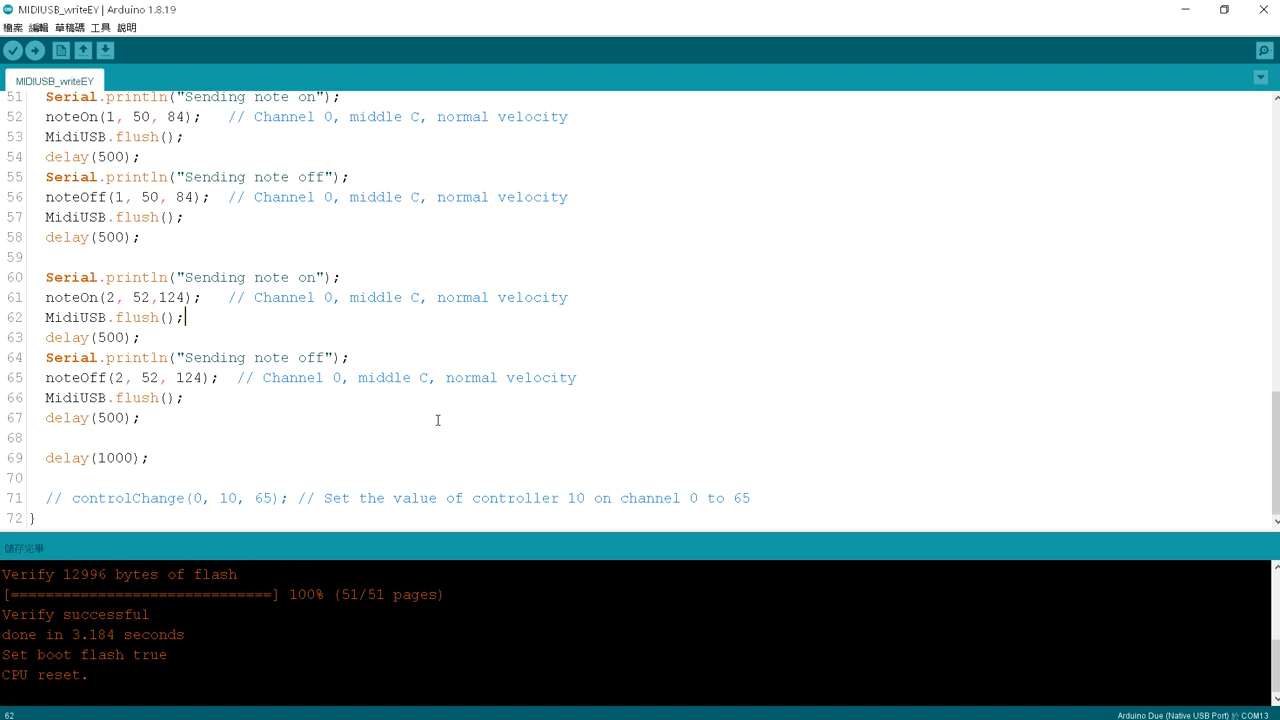 MIDIUSB_writeEY | Arduino 1.8.19
檔案 編輯 草稿碼 工具 說明
MIDIUSB_writeEY
51 Serial.println("Sending note on");
52 noteOn(1, 50, 84);   // Channel 0, middle C, normal velocity
53 MidiUSB.flush();
54 delay(500);
55 Serial.println("Sending note off");
56 noteOff(1, 50, 84);  // Channel 0, middle C, normal velocity
57 MidiUSB.flush();
58 delay(500);
59
60 Serial.println("Sending note on");
61 noteOn(2, 52,124);   // Channel 0, middle C, normal velocity
62 MidiUSB.flush();
63 delay(500);
64 Serial.println("Sending note off");
65 noteOff(2, 52, 124);  // Channel 0, middle C, normal velocity
66 MidiUSB.flush();
67 delay(500);
68
69 delay(1000);
70
71 // controlChange(0, 10, 65); // Set the value of controller 10 on channel 0 to 65
72 }
儲存完畢
Verify 12996 bytes of flash
[==============================] 100% (51/51 pages)
Verify successful
done in 3.184 seconds
Set boot flash true
CPU reset.
62 Arduino Due (Native USB Port) 於 COM13